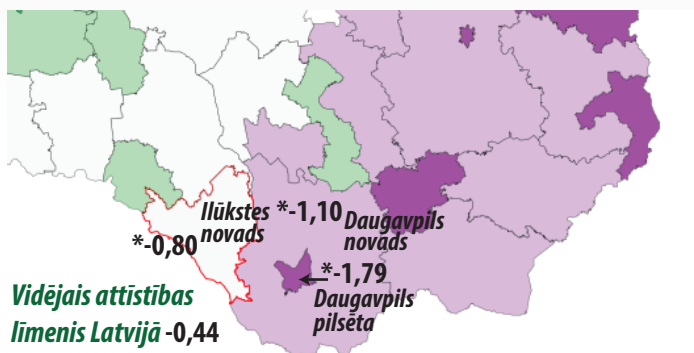 Ilūkstes
novads
*-0,80
*-1,10 Daugavpils
novads
*-1,79
Daugavpils
pilsēta
Vidējais attīstības
līmenis Latvijā -0,44